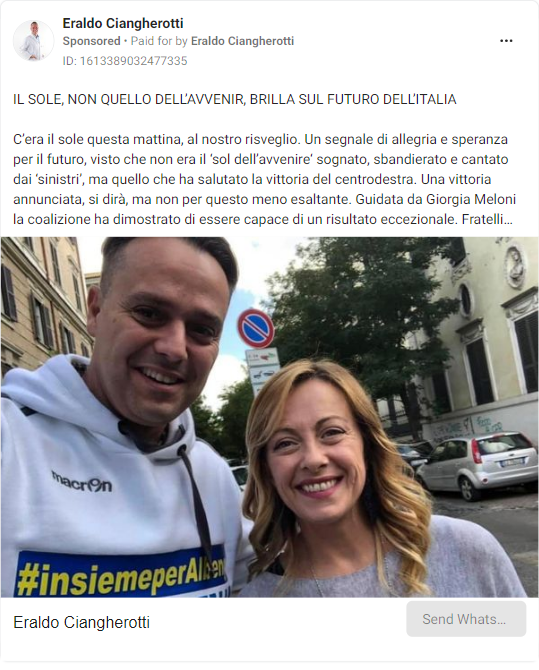 Eraldo Ciangherotti
Sponsored • Paid for by Eraldo Ciangherotti
ID: 1613389032477335
IL SOLE, NON QUELLO DELL'AVVENIR, BRILLA SUL FUTURO DELL'ITALIA
C'era il sole questa mattina, al nostro risveglio. Un segnale di allegria e speranza
per il futuro, visto che non era il 'sol dell'avvenire' sognato, sbandierato e cantato
dai 'sinistri', ma quello che ha salutato la vittoria del centrodestra. Una vittoria
annunciata, si dirà, ma non per questo meno esaltante. Guidata da Giorgia Meloni
la coalizione ha dimostrato di essere capace di un risultato eccezionale. Fratelli...
macron
#insiemeperAlben
Eraldo Ciangherotti
Send Whats...